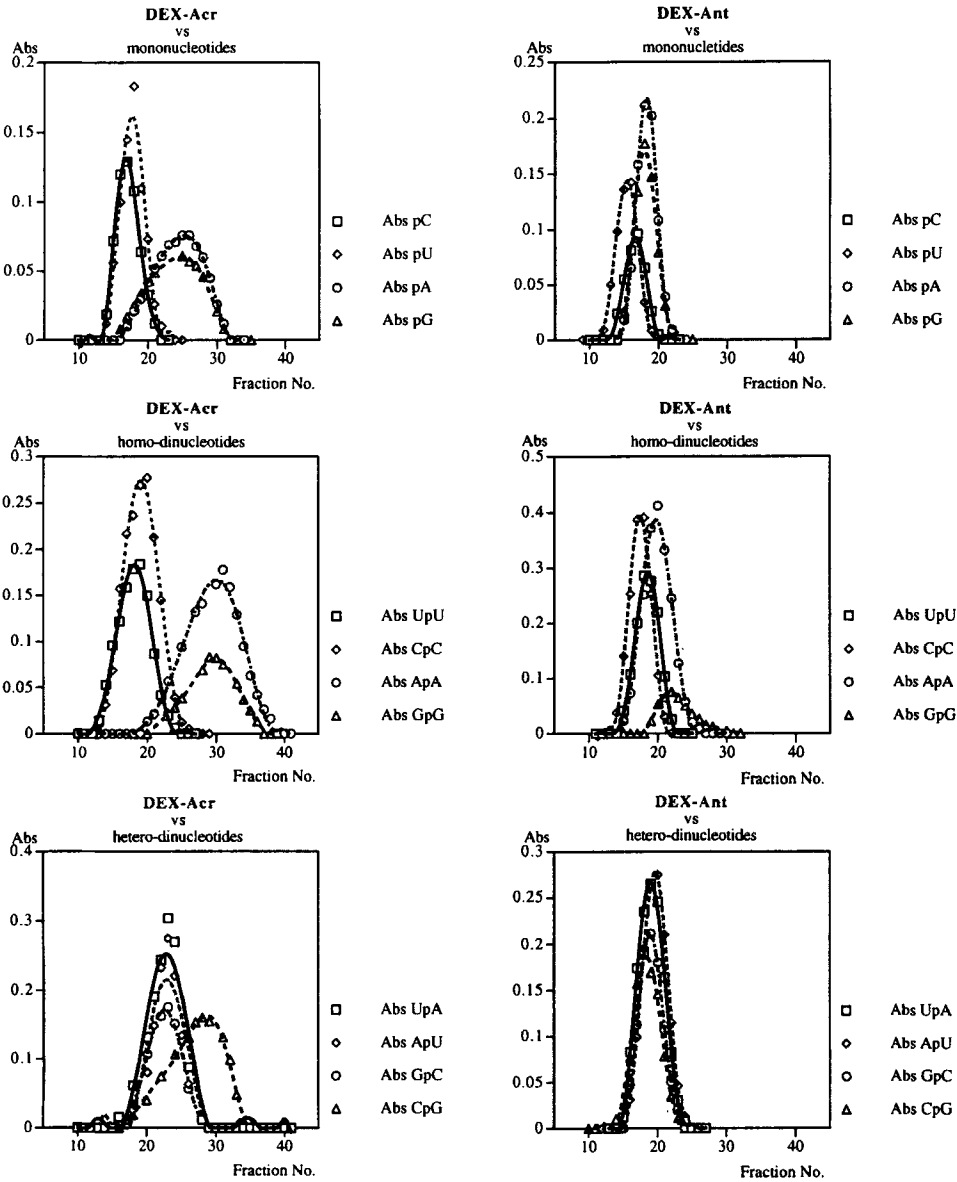 DEX-Acr
vs
mononucleotides
Abs
0.2
0.15
0.1
0.05
0
10 20 30 40
Fraction No.
Abs pC
Abs pU
Abs pA
Abs pG
DEX-Ant
vs
mononucletides
Abs
0.25
0.2
0.15
0.1
0.05
0
10 20 30 40
Fraction No.
Abs pC
Abs pU
Abs pA
Abs pG
DEX-Acr
vs
homo-dinucleotides
Abs
0.3
0.25
0.2
0.15
0.1
0.05
0
10 20 30 40
Fraction No.
Abs UpU
Abs CpC
Abs ApA
Abs GpG
DEX-Ant
vs
homo-dinucleotides
Abs
0.5
0.4
0.3
0.2
0.1
0
10 20 30 40
Fraction No.
Abs UpU
Abs CpC
Abs ApA
Abs GpG
DEX-Acr
vs
hetero-dinucleotides
Abs
0.4
0.3
0.2
0.1
0
10 20 30 40
Fraction No.
Abs UpA
Abs ApU
Abs GpC
Abs CpG
DEX-Ant
vs
hetero-dinucleotides
Abs
0.3
0.25
0.2
0.15
0.1
0.05
0
10 20 30 40
Fraction No.
Abs UpA
Abs ApU
Abs GpC
Abs CpG